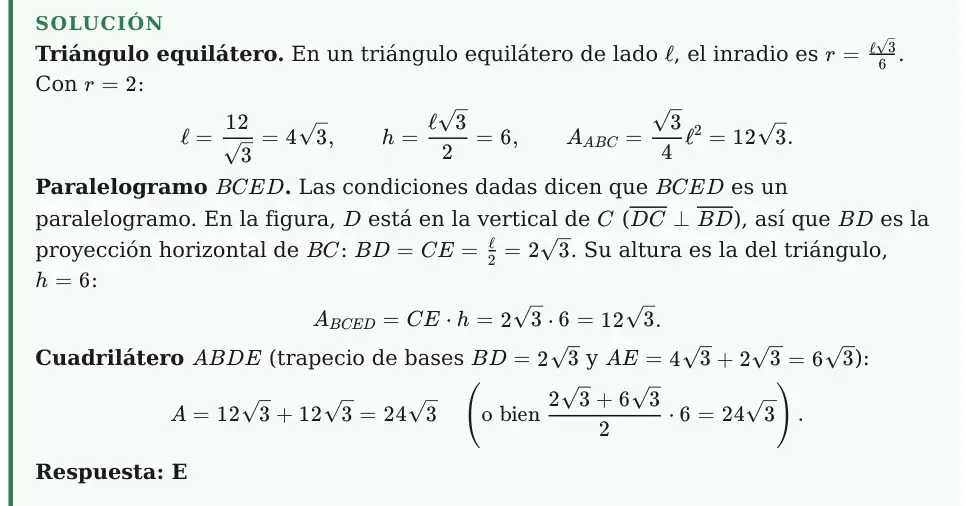 SOLUCIÓN
Triángulo equilátero. En un triángulo equilátero de lado ℓ, el inradio es r = ℓ√3/6.
Con r = 2:
ℓ = 12/√3 = 4√3, h = ℓ√3/2 = 6, A_ABC = √3/4 ℓ² = 12√3.
Paralelogramo BCED. Las condiciones dadas dicen que BCED es un
paralelogramo. En la figura, D está en la vertical de C (D̅C̅ ⊥ B̅D̅), así que BD es la
proyección horizontal de BC: BD = CE = ℓ/2 = 2√3. Su altura es la del triángulo,
h = 6:
A_BCED = CE · h = 2√3 · 6 = 12√3.
Cuadrilátero ABDE (trapecio de bases BD = 2√3 y AE = 4√3 + 2√3 = 6√3):
A = 12√3 + 12√3 = 24√3 (o bien (2√3 + 6√3)/2 · 6 = 24√3).
Respuesta: E